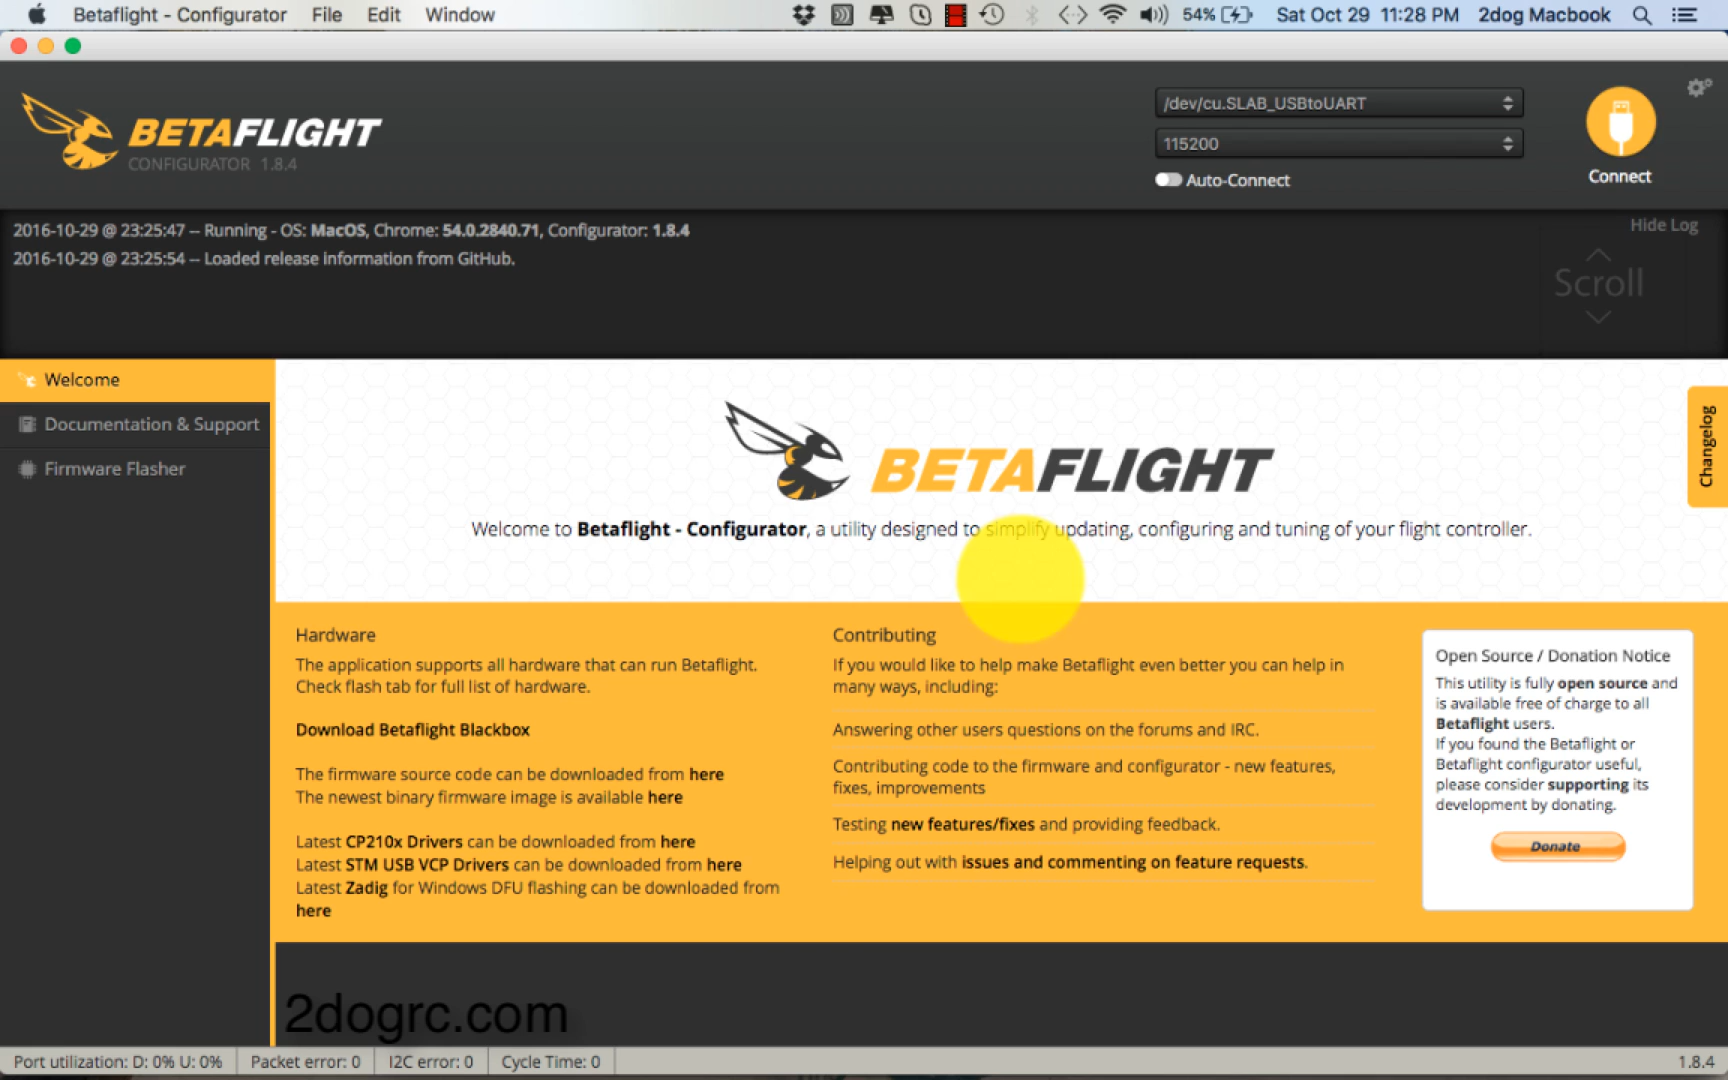 Betaflight - Configurator File Edit Window 54% Sat Oct 29 11:28 PM 2dog Macbook
BETAFLIGHT
CONFIGURATOR 1.8.4
/dev/cu.SLAB_USBtoUART
115200
Auto-Connect
Connect
2016-10-29 @ 23:25:47 -- Running - OS: MacOS, Chrome: 54.0.2840.71, Configurator: 1.8.4
2016-10-29 @ 23:25:54 -- Loaded release information from GitHub.
Hide Log
Scroll
Welcome
Documentation & Support
Firmware Flasher
BETAFLIGHT
Welcome to Betaflight - Configurator, a utility designed to simplify updating, configuring and tuning of your flight controller.
Changelog
Hardware
The application supports all hardware that can run Betaflight.
Check flash tab for full list of hardware.
Download Betaflight Blackbox
The firmware source code can be downloaded from here
The newest binary firmware image is available here
Latest CP210x Drivers can be downloaded from here
Latest STM USB VCP Drivers can be downloaded from here
Latest Zadig for Windows DFU flashing can be downloaded from
here
Contributing
If you would like to help make Betaflight even better you can help in
many ways, including:
Answering other users questions on the forums and IRC.
Contributing code to the firmware and configurator - new features,
fixes, improvements
Testing new features/fixes and providing feedback.
Helping out with issues and commenting on feature requests.
Open Source / Donation Notice
This utility is fully open source and
is available free of charge to all
Betaflight users.
If you found the Betaflight or
Betaflight configurator useful,
please consider supporting its
development by donating.
Donate
2dogrc.com
Port utilization: D: 0% U: 0% Packet error: 0 I2C error: 0 Cycle Time: 0 1.8.4